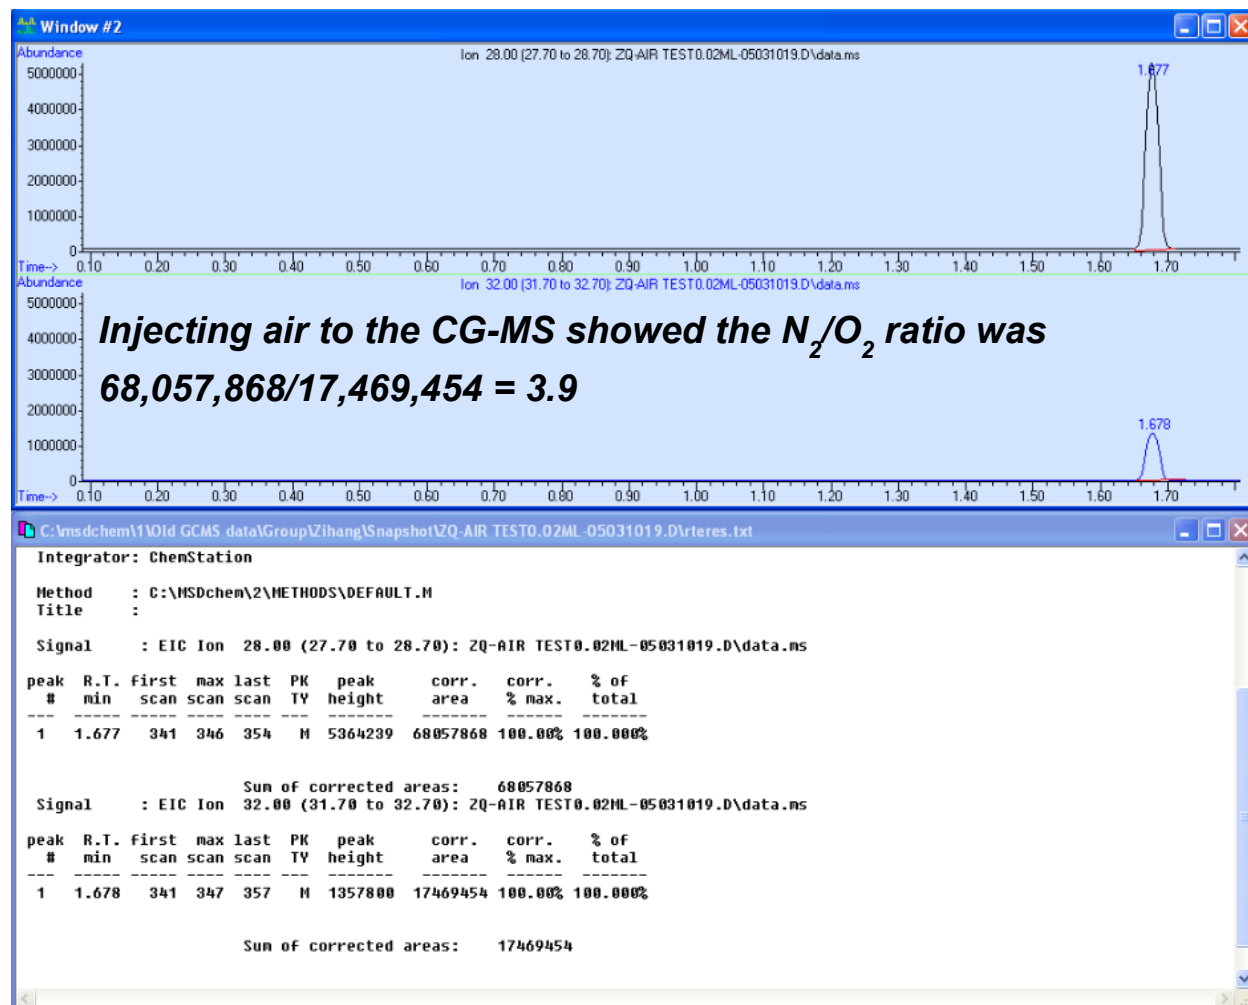 Window #2
Abundance
Ion 28.00 (27.70 to 28.70): ZQ-AIR TEST0.02ML-05031019.D\data.ms
1.677
5000000
4000000
3000000
2000000
1000000
0
Time--> 0.10 0.20 0.30 0.40 0.50 0.60 0.70 0.80 0.90 1.00 1.10 1.20 1.30 1.40 1.50 1.60 1.70
Abundance
Ion 32.00 (31.70 to 32.70): ZQ-AIR TEST0.02ML-05031019.D\data.ms
5000000
4000000
3000000
2000000
1000000
0
Injecting air to the CG-MS showed the N2/O2 ratio was
68,057,868/17,469,454 = 3.9
1.678
Time--> 0.10 0.20 0.30 0.40 0.50 0.60 0.70 0.80 0.90 1.00 1.10 1.20 1.30 1.40 1.50 1.60 1.70
C:\msdchem\1\Old GCMS data\Group\Zihang\Snapshot\ZQ-AIR TEST0.02ML-05031019.D\rteres.txt
Integrator: ChemStation
Method : C:\MSDchem\2\METHODS\DEFAULT.M
Title :
Signal : EIC Ion 28.00 (27.70 to 28.70): ZQ-AIR TEST0.02ML-05031019.D\data.ms
peak R.T. first max last PK peak corr. corr. % of
# min scan scan scan TY height area % max. total
--- ----- ----- ---- ---- --- ------- ------- ------ -------
1 1.677 341 346 354 M 5364239 68057868 100.00% 100.000%
Sum of corrected areas: 68057868
Signal : EIC Ion 32.00 (31.70 to 32.70): ZQ-AIR TEST0.02ML-05031019.D\data.ms
peak R.T. first max last PK peak corr. corr. % of
# min scan scan scan TY height area % max. total
--- ----- ----- ---- ---- --- ------- ------- ------ -------
1 1.678 341 347 357 M 1357800 17469454 100.00% 100.000%
Sum of corrected areas: 17469454